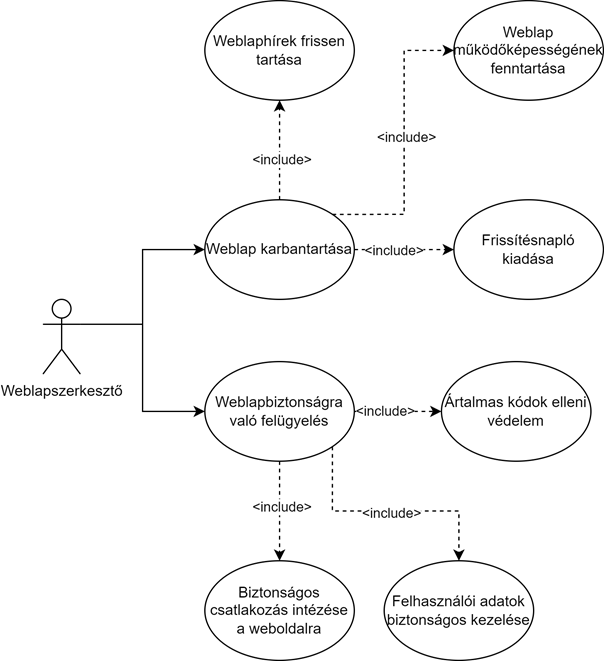 Weblaphírek frissen
tartása
Weblap
működőképességének
fenntartása
<include>
<include>
Weblap karbantartása
<include>
Frissítésnapló
kiadása
Weblapszerkesztő
Weblapbiztonságra
való felügyelés
<include>
Ártalmas kódok elleni
védelem
<include>
<include>
Biztonságos
csatlakozás intézése
a weboldalra
Felhasználói adatok
biztonságos kezelése